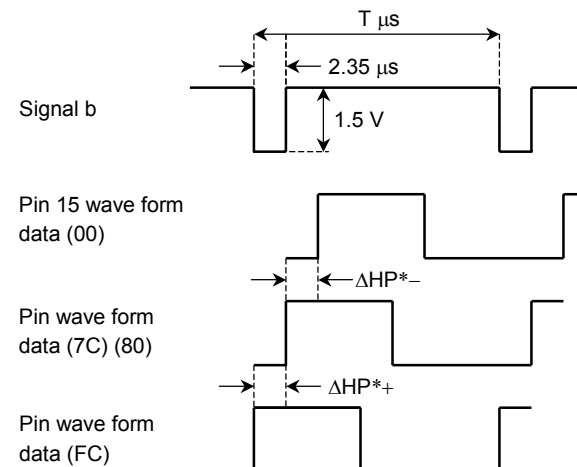 T μs
2.35 μs
Signal b
1.5 V
Pin 15 wave form
data (00)
ΔHP*−
Pin wave form
data (7C) (80)
ΔHP*+
Pin wave form
data (FC)